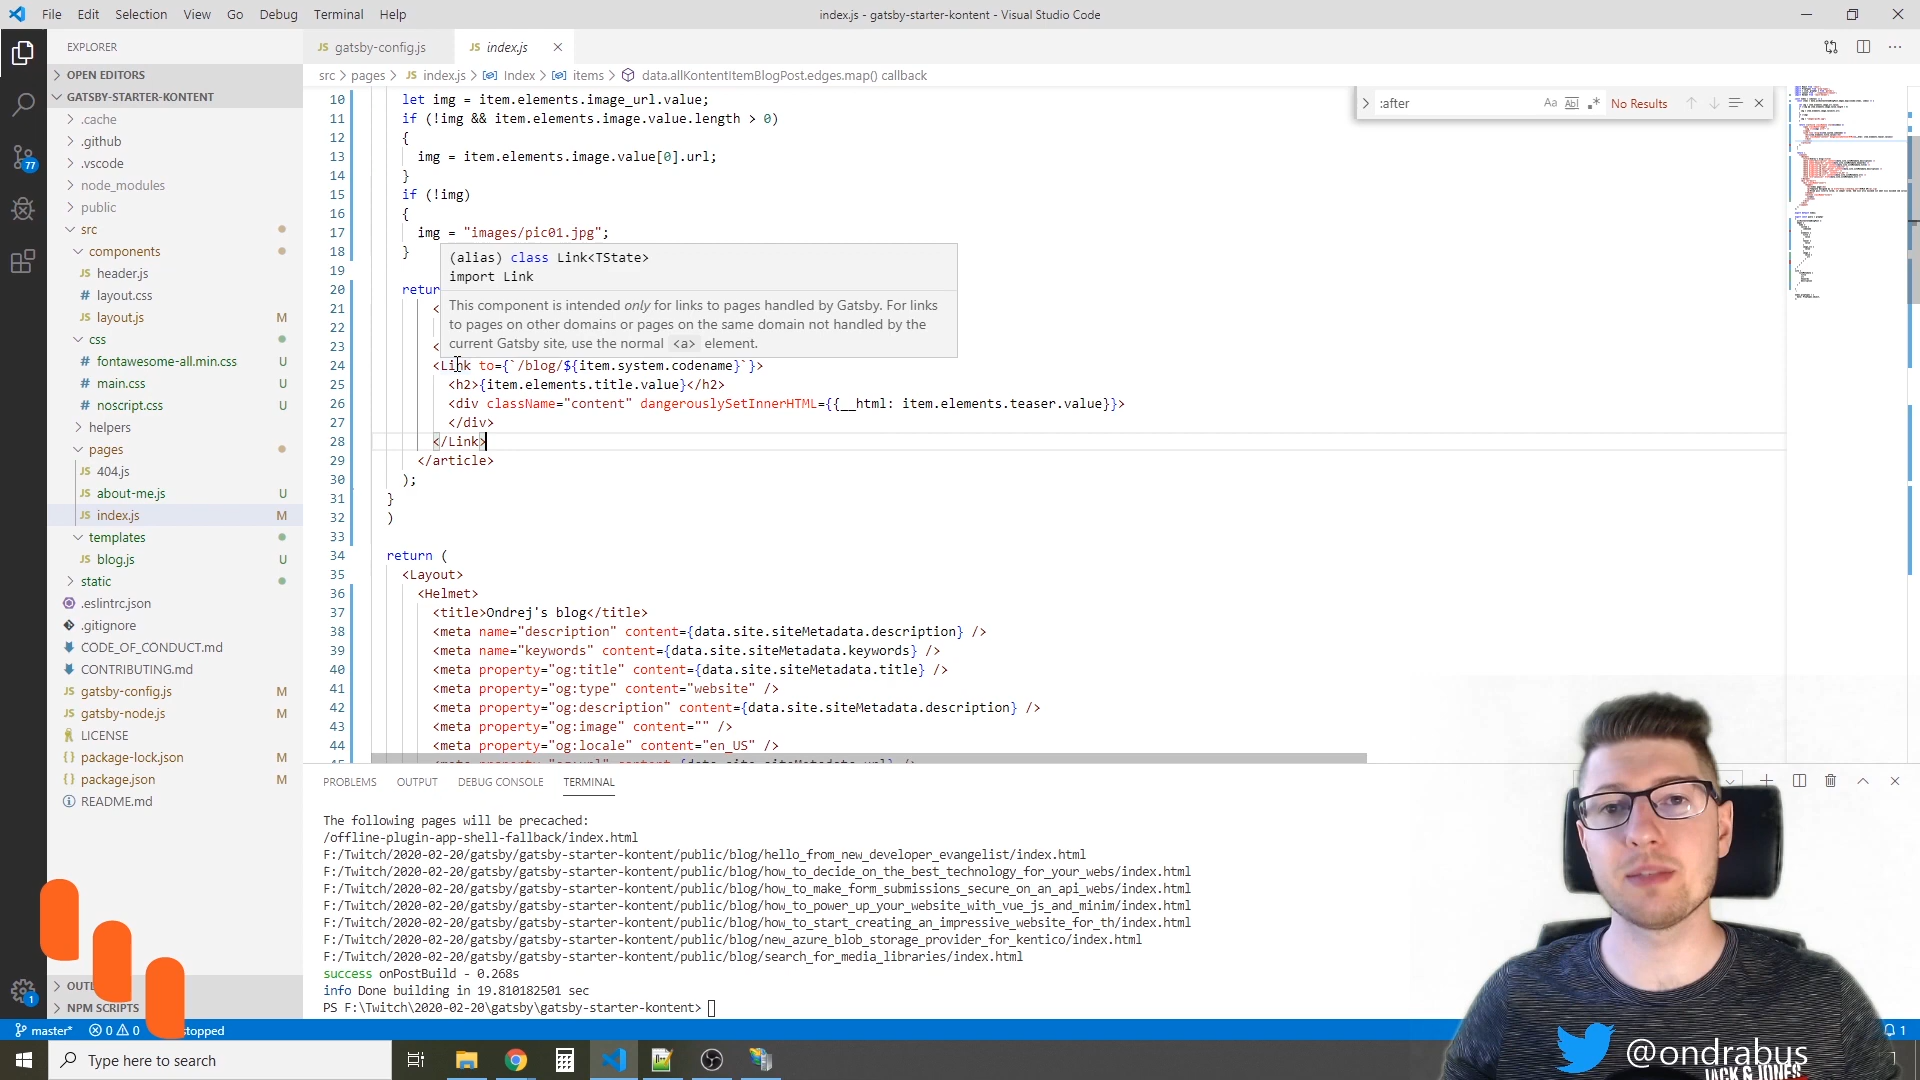 File Edit Selection View Go Debug Terminal Help
index.js - gatsby-starter-kontent - Visual Studio Code
EXPLORER
OPEN EDITORS
GATSBY-STARTER-KONTENT
.cache
.github
.vscode
node_modules
public
src
components
JS header.js
# layout.css
JS layout.js M
css
# fontawesome-all.min.css U
# main.css U
# noscript.css U
helpers
pages
JS 404.js
JS about-me.js U
JS index.js M
templates
JS blog.js U
static
.eslintrc.json
.gitignore
CODE_OF_CONDUCT.md
CONTRIBUTING.md
JS gatsby-config.js M
JS gatsby-node.js M
LICENSE
{} package-lock.json M
{} package.json M
README.md
NPM SCRIPTS
77
1
JS gatsby-config.js JS index.js
src > pages > JS index.js > Index > items > data.allKontentItemBlogPost.edges.map() callback
:after Aa Abl .* No Results
10 let img = item.elements.image_url.value;
11 if (!img && item.elements.image.value.length > 0)
12 {
13 img = item.elements.image.value[0].url;
14 }
15 if (!img)
16 {
17 img = "images/pic01.jpg";
18 }
19
20 retur
21 <
22
23 <
(alias) class Link<TState>
import Link
This component is intended only for links to pages handled by Gatsby. For links
to pages on other domains or pages on the same domain not handled by the
current Gatsby site, use the normal <a> element.
24 <Link to={`/blog/${item.system.codename}`}>
25 <h2>{item.elements.title.value}</h2>
26 <div className="content" dangerouslySetInnerHTML={{__html: item.elements.teaser.value}}>
27 </div>
28 </Link>
29 </article>
30 );
31 }
32 )
33
34 return (
35 <Layout>
36 <Helmet>
37 <title>Ondrej's blog</title>
38 <meta name="description" content={data.site.siteMetadata.description} />
39 <meta name="keywords" content={data.site.siteMetadata.keywords} />
40 <meta property="og:title" content={data.site.siteMetadata.title} />
41 <meta property="og:type" content="website" />
42 <meta property="og:description" content={data.site.siteMetadata.description} />
43 <meta property="og:image" content="" />
44 <meta property="og:locale" content="en_US" />
PROBLEMS OUTPUT DEBUG CONSOLE TERMINAL
The following pages will be precached:
/offline-plugin-app-shell-fallback/index.html
F:/Twitch/2020-02-20/gatsby/gatsby-starter-kontent/public/blog/hello_from_new_developer_evangelist/index.html
F:/Twitch/2020-02-20/gatsby/gatsby-starter-kontent/public/blog/how_to_decide_on_the_best_technology_for_your_webs/index.html
F:/Twitch/2020-02-20/gatsby/gatsby-starter-kontent/public/blog/how_to_make_form_submissions_secure_on_an_api_webs/index.html
F:/Twitch/2020-02-20/gatsby/gatsby-starter-kontent/public/blog/how_to_power_up_your_website_with_vue_js_and_minim/index.html
F:/Twitch/2020-02-20/gatsby/gatsby-starter-kontent/public/blog/how_to_start_creating_an_impressive_website_for_th/index.html
F:/Twitch/2020-02-20/gatsby/gatsby-starter-kontent/public/blog/new_azure_blob_storage_provider_for_kentico/index.html
F:/Twitch/2020-02-20/gatsby/gatsby-starter-kontent/public/blog/search_for_media_libraries/index.html
success onPostBuild - 0.268s
info Done building in 19.810182501 sec
PS F:\Twitch\2020-02-20\gatsby\gatsby-starter-kontent>
master* 0 0 stopped 1
Type here to search
@ondrabus
JACK & JONES